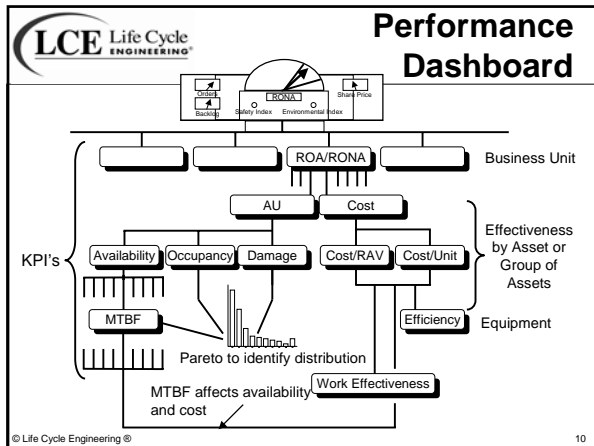 LCE Life Cycle
ENGINEERING®
Performance
Dashboard
Orders
Backlog
RONA
Share Price
Safety Index
Environmental Index
ROA/RONA
Business Unit
AU
Cost
KPI's
Availability
Occupancy
Damage
Cost/RAV
Cost/Unit
Effectiveness
by Asset or
Group of
Assets
MTBF
Efficiency
Equipment
Pareto to identify distribution
MTBF affects availability
and cost
Work Effectiveness
© Life Cycle Engineering ®
10